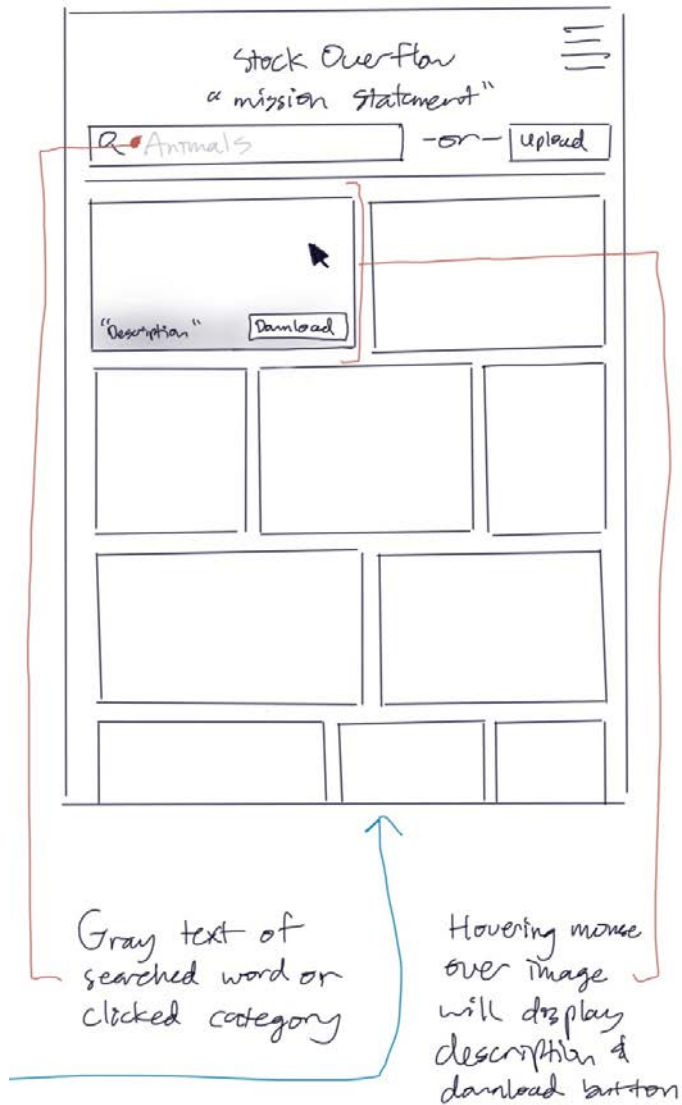 Stock Overflow
"mission statement"
Animals -or- upload
"Description" Download
Gray text of
searched word or
clicked category
Hovering mouse
over image
will display
description &
download button